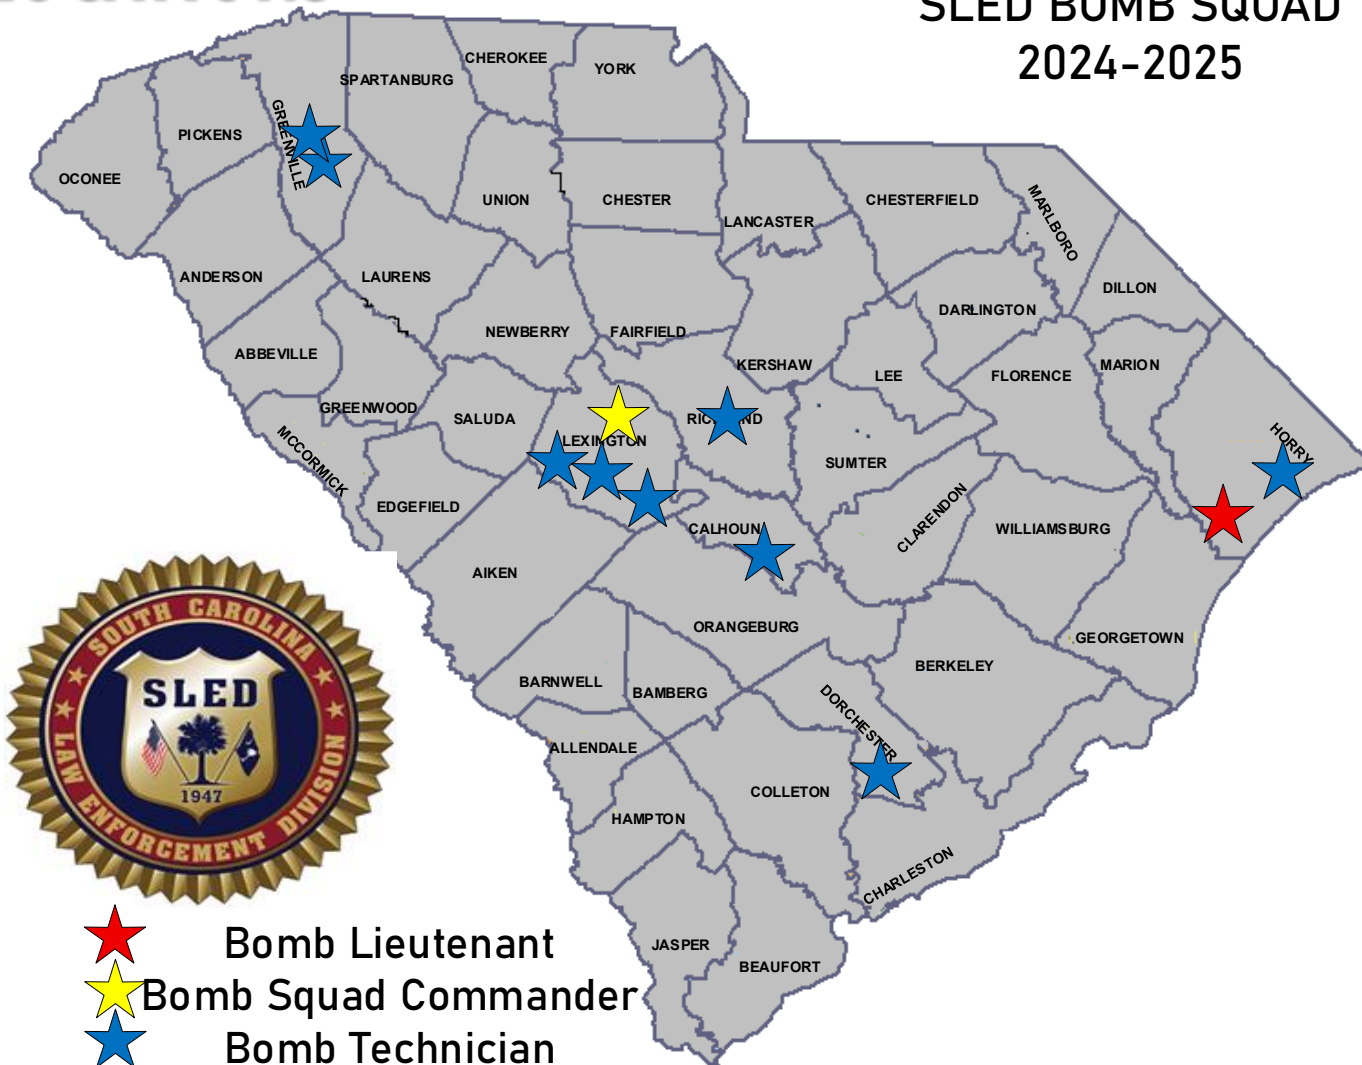 SLED BOMB SQUAD
2024-2025
CHEROKEE
YORK
SPARTANBURG
GREENVILLE
PICKENS
OCONEE
UNION
CHESTER
LANCASTER
CHESTERFIELD
MARLBORO
ANDERSON
LAURENS
DILLON
DARLINGTON
NEWBERRY
FAIRFIELD
ABBEVILLE
KERSHAW
LEE
FLORENCE
MARION
GREENWOOD
SALUDA
RICHLAND
LEXINGTON
HORRY
MCCORMICK
SUMTER
EDGEFIELD
CALHOUN
CLARENDON
WILLIAMSBURG
AIKEN
ORANGEBURG
GEORGETOWN
BERKELEY
BARNWELL
BAMBERG
DORCHESTER
ALLENDALE
COLLETON
HAMPTON
CHARLESTON
JASPER
BEAUFORT
SOUTH CAROLINA
SLED
1947
LAW ENFORCEMENT DIVISION
Bomb Lieutenant
Bomb Squad Commander
Bomb Technician